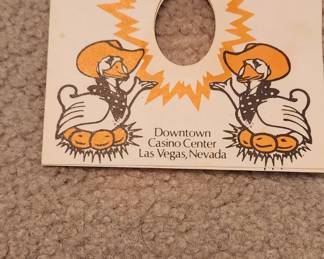 Downtown
Casino Center
Las Vegas, Nevada